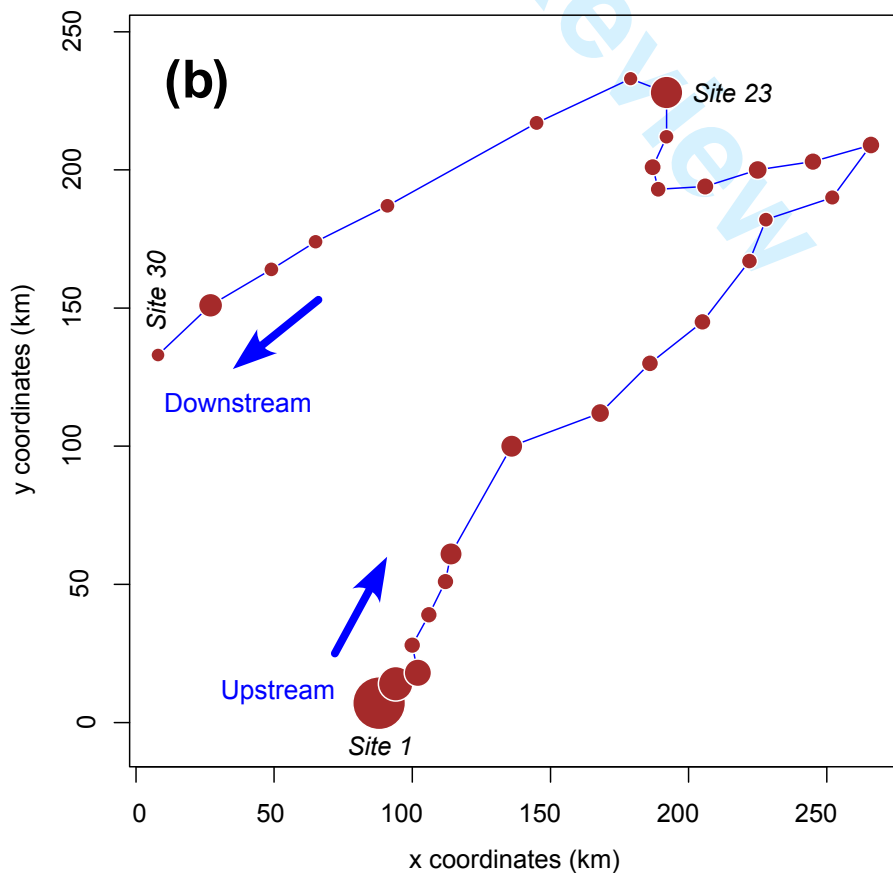 (b)
Site 23
Site 30
Downstream
Upstream
Site 1
250
200
150
100
50
0
y coordinates (km)
0 50 100 150 200 250
x coordinates (km)
review